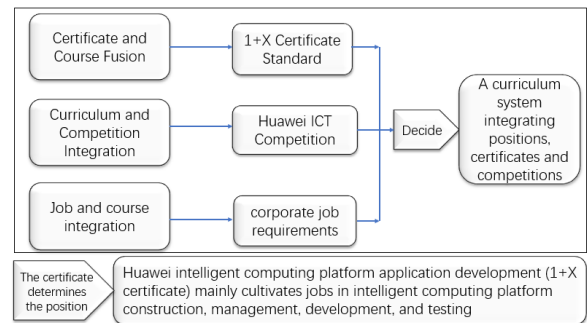 Certificate and
Course Fusion
1+X Certificate
Standard
Curriculum and
Competition
Integration
Huawei ICT
Competition
Decide
A curriculum
system
integrating
positions,
certificates and
competitions
Job and course
integration
corporate job
requirements
The certificate
determines
the position
Huawei intelligent computing platform application development (1+X
certificate) mainly cultivates jobs in intelligent computing platform
construction, management, development, and testing